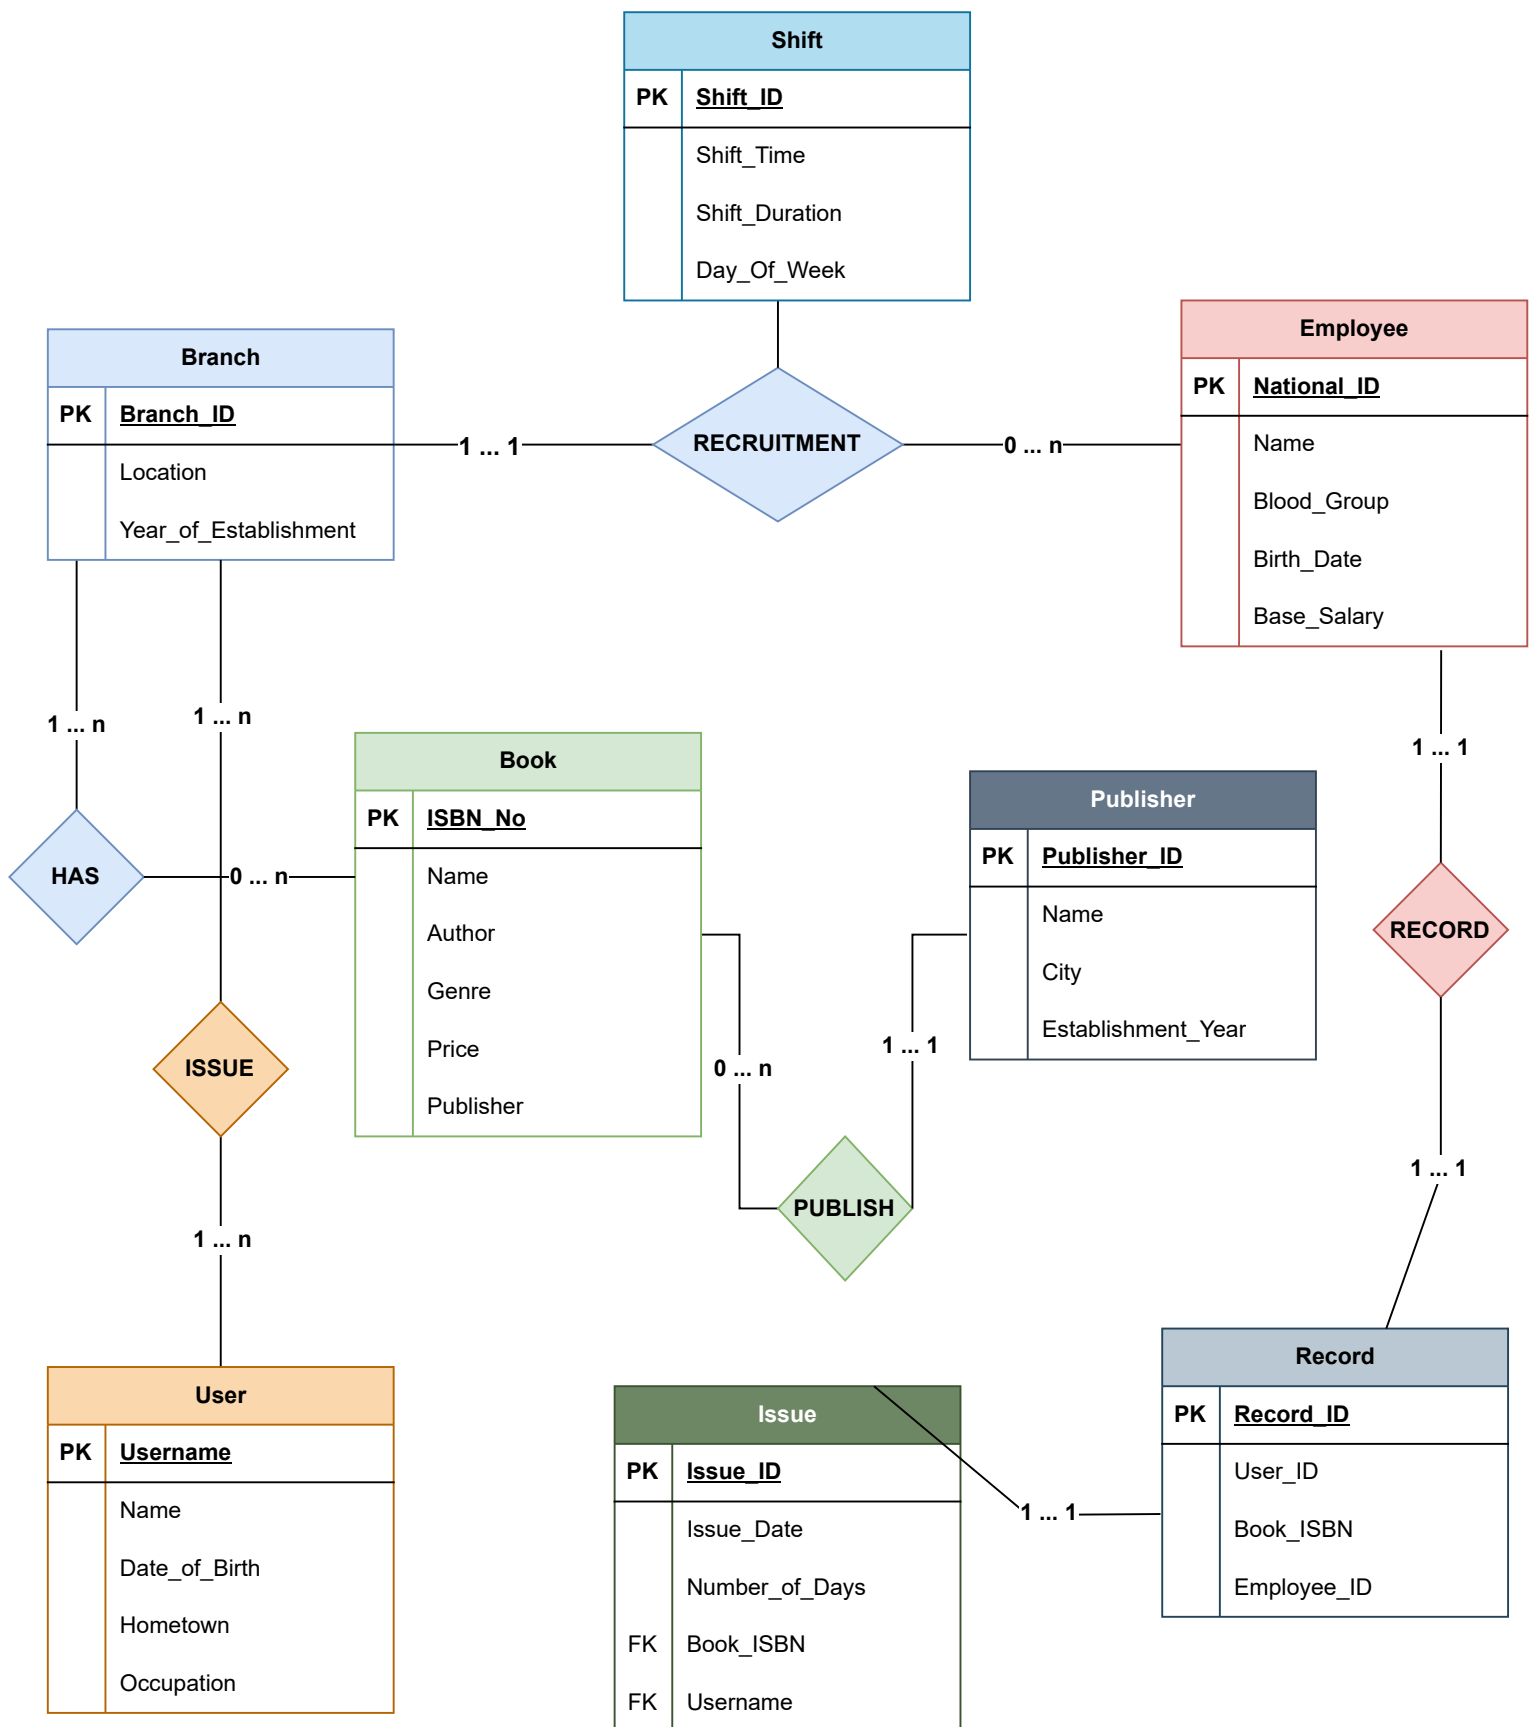 Shift
PK Shift_ID
Shift_Time
Shift_Duration
Day_Of_Week
Branch
PK Branch_ID
Location
Year_of_Establishment
1 ... 1
RECRUITMENT
0 ... n
Employee
PK National_ID
Name
Blood_Group
Birth_Date
Base_Salary
1 ... n
1 ... n
HAS
0 ... n
Book
PK ISBN_No
Name
Author
Genre
Price
Publisher
Publisher
PK Publisher_ID
Name
City
Establishment_Year
1 ... 1
RECORD
ISSUE
0 ... n
1 ... 1
PUBLISH
1 ... 1
1 ... n
User
PK Username
Name
Date_of_Birth
Hometown
Occupation
Issue
PK Issue_ID
Issue_Date
Number_of_Days
FK Book_ISBN
FK Username
1 ... 1
Record
PK Record_ID
User_ID
Book_ISBN
Employee_ID